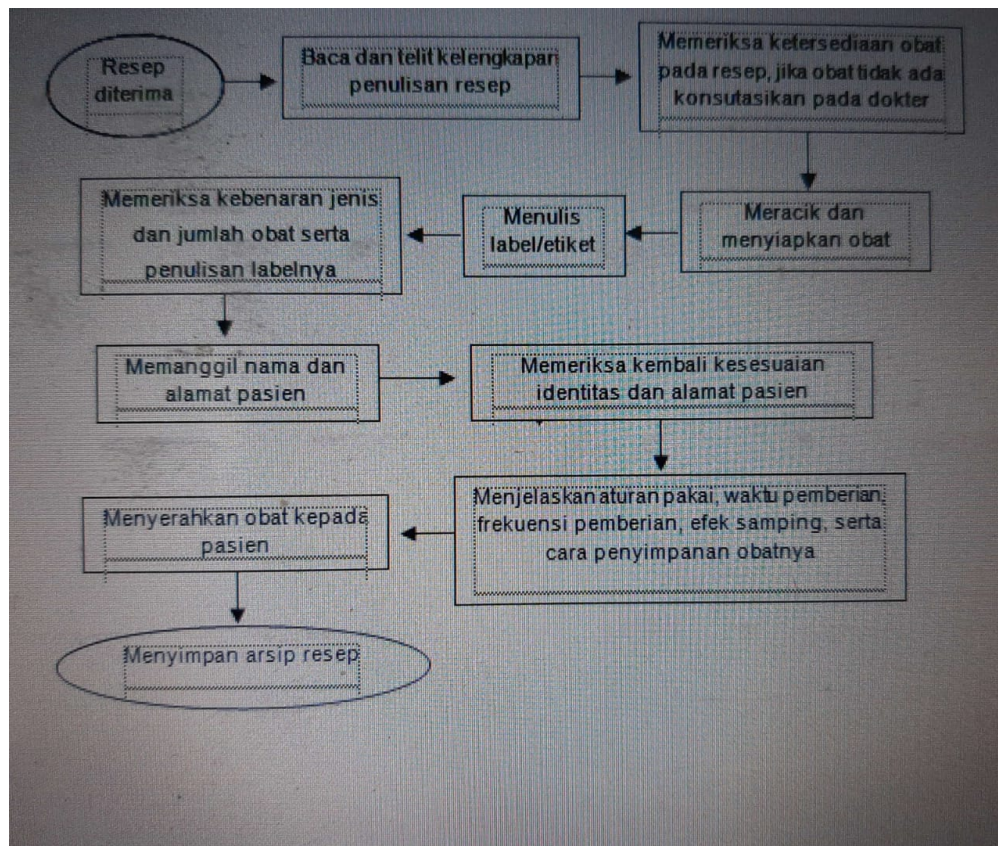 Resep
diterima
Baca dan telit kelengkapan
penulisan resep
Memeriksa ketersediaan obat
pada resep, jika obat tidak ada
konsutasikan pada dokter
Meracik dan
menyiapkan obat
Menulis
label/etiket
Memeriksa kebenaran jenis
dan jumlah obat serta
penulisan labelnya
Memanggil nama dan
alamat pasien
Memeriksa kembali kesesuaian
identitas dan alamat pasien
Menjelaskan aturan pakai, waktu pemberian,
frekuensi pemberian, efek samping, serta
cara penyimpanan obatnya
Menyerahkan obat kepada
pasien
Menyimpan arsip resep